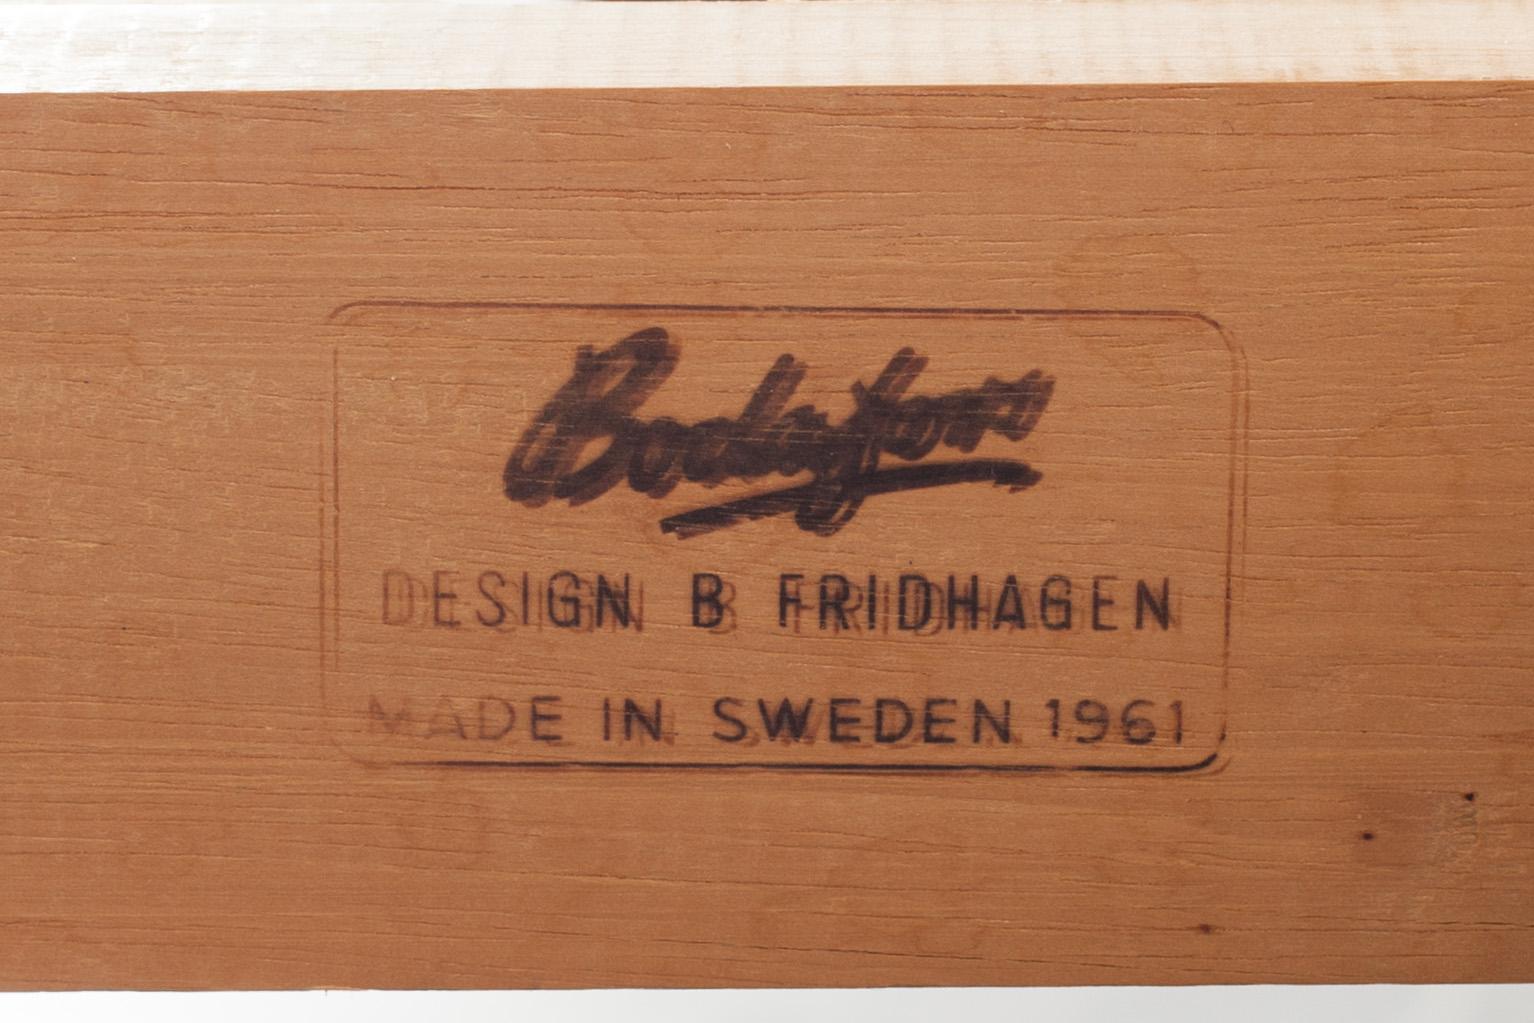 Bodafors
DESIGN B FRIDHAGEN
MADE IN SWEDEN 1961